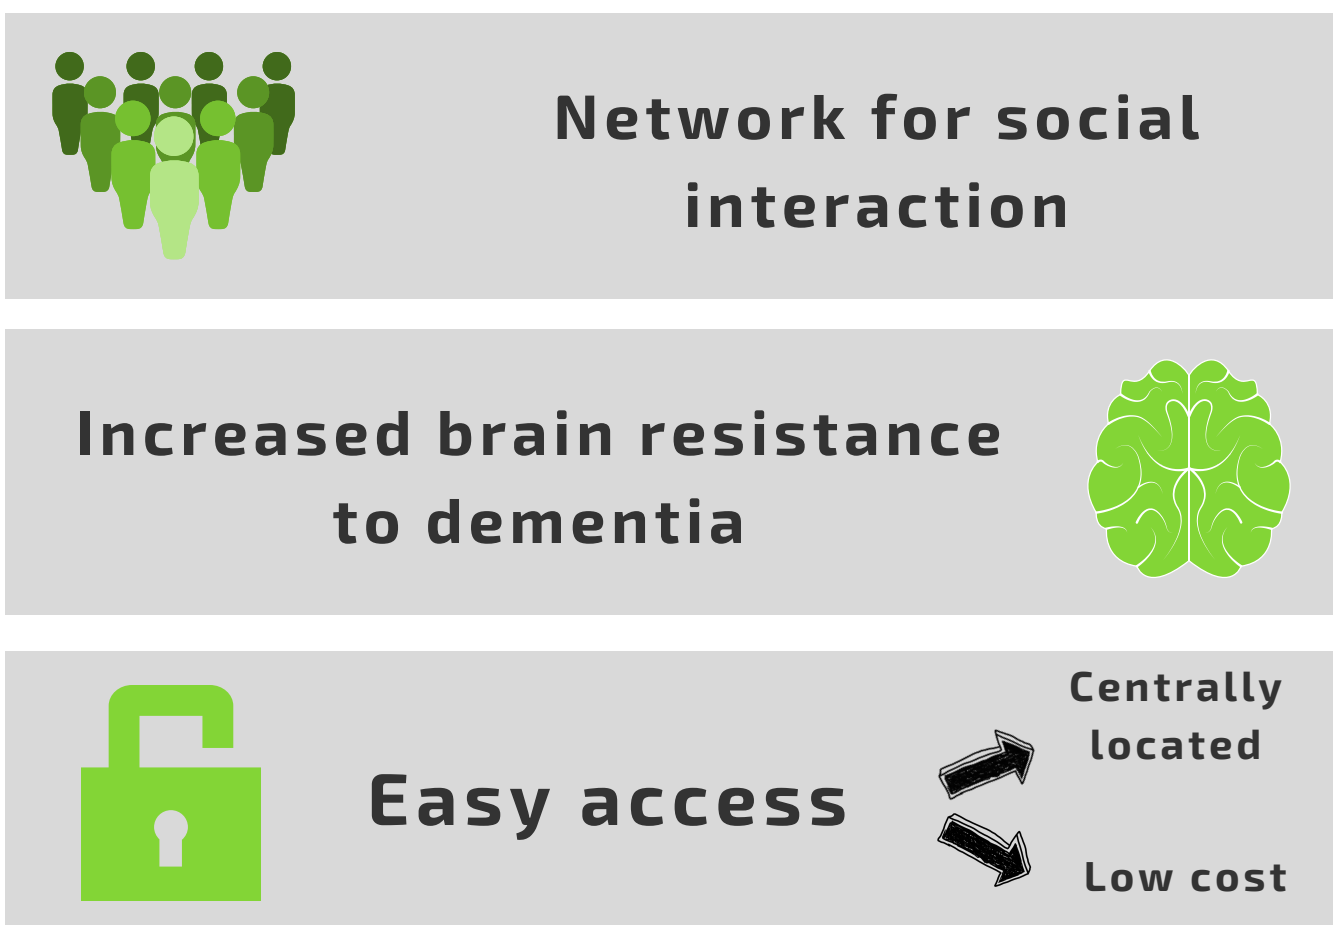 Network for social
interaction
Increased brain resistance
to dementia
Easy access
Centrally
located
Low cost